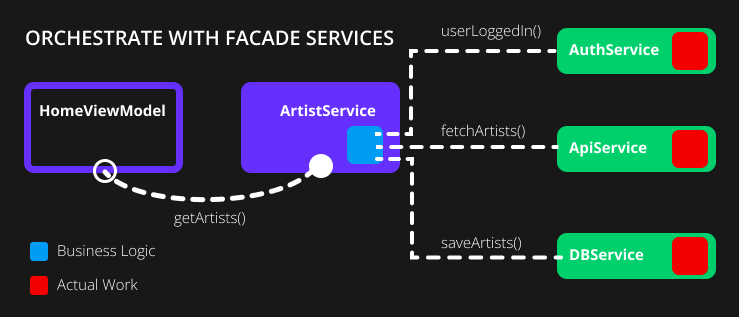 ORCHESTRATE WITH FACADE SERVICES
userLoggedIn()
AuthService
HomeViewModel
ArtistService
fetchArtists()
ApiService
getArtists()
saveArtists()
DBService
Business Logic
Actual Work